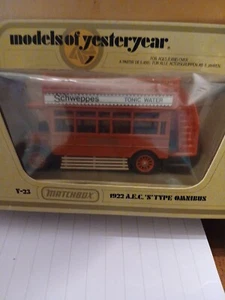 models of yesteryear
Schweppes TONIC WATER
Y-23 MATCHBOX 1922 A.E.C. 'S' TYPE OMNIBUS